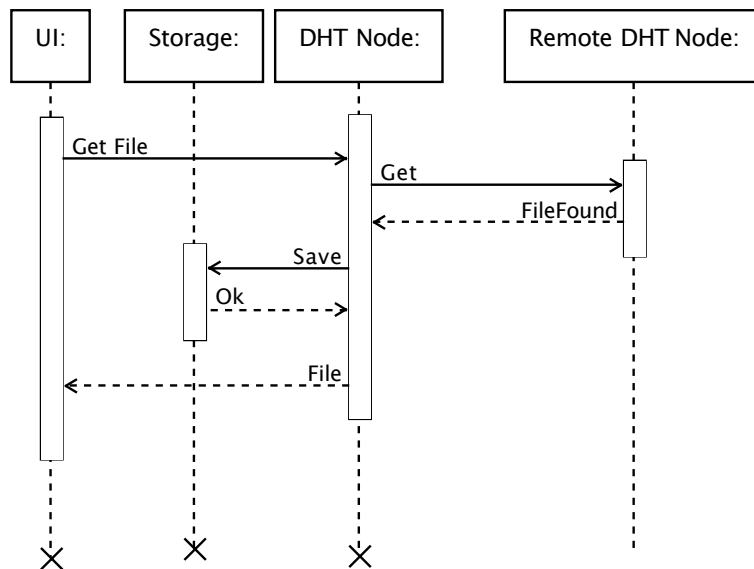 UI:
Storage:
DHT Node:
Remote DHT Node:
Get File
Get
FileFound
Save
Ok
File